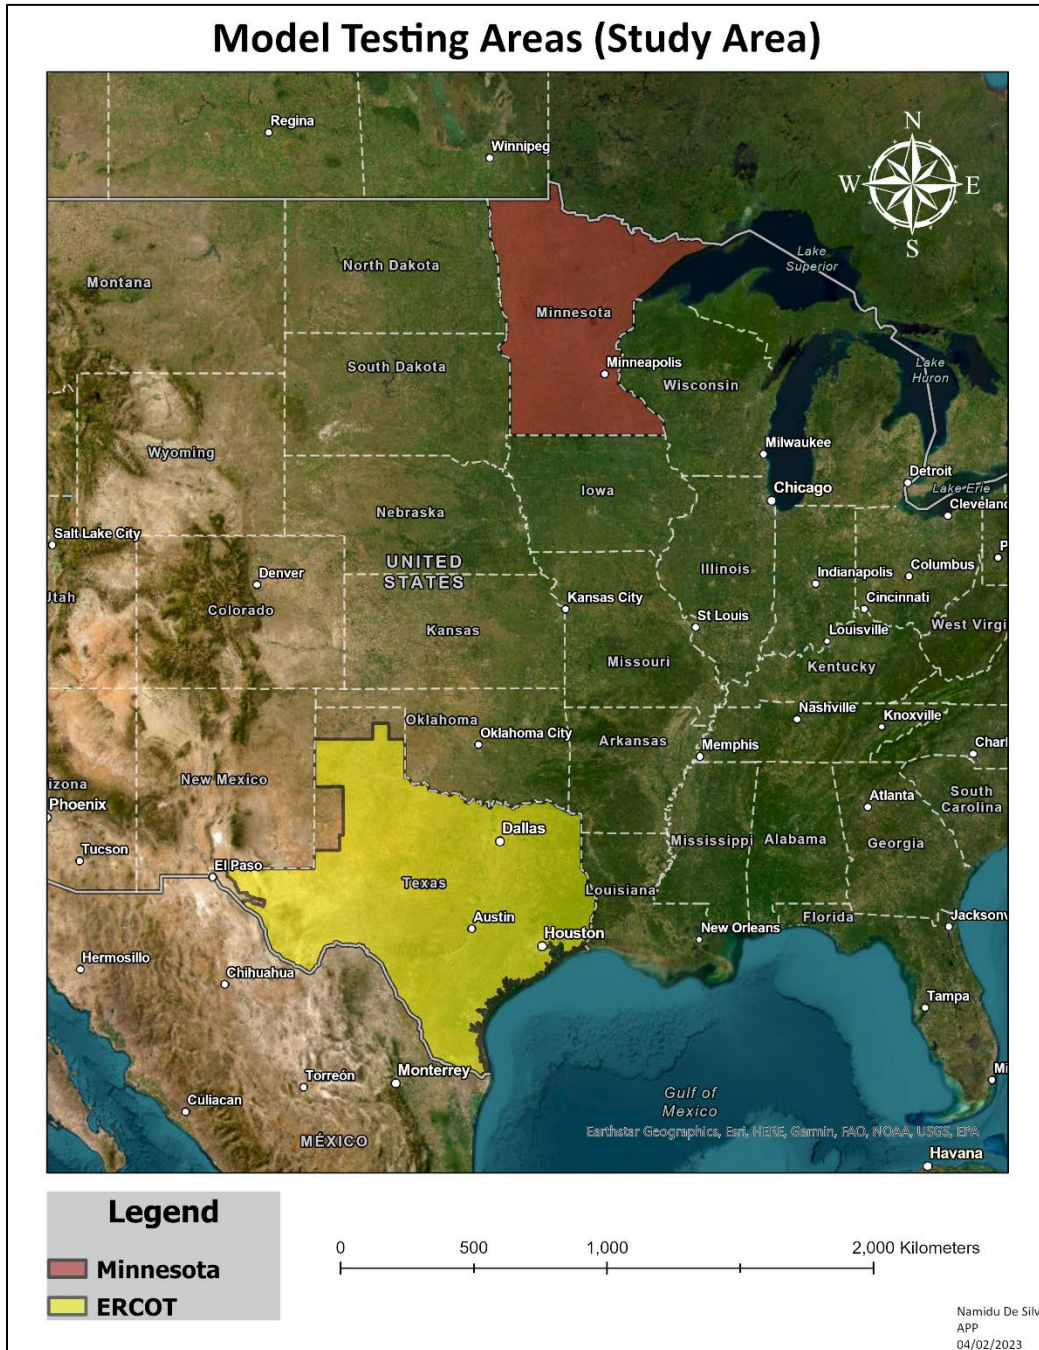 Model Testing Areas (Study Area)
Regina
Winnipeg
N
W
E
S
Lake
Superior
North Dakota
Montana
Minnesota
Minneapolis
South Dakota
Wisconsin
Lake
Huron
Wyoming
Milwaukee
Detroit
Chicago
Lake Erie
Iowa
Cleveland
Nebraska
Salt Lake City
UNITED
STATES
P
Denver
Illinois
Indianapolis
Columbus
Utah
Colorado
Kansas City
Cincinnati
St Louis
West Virgi
Kansas
Louisville
Missouri
Kentucky
Nashville
Knoxville
Oklahoma
Oklahoma City
Arkansas
Memphis
Charl
New Mexico
izona
Phoenix
South
Carolina
Atlanta
Dallas
Mississippi
Alabama
Georgia
Tucson
El Paso
Texas
Louisiana
Florida
Jacksonv
Austin
New Orleans
Houston
Hermosillo
Chihuahua
Tampa
Monterrey
Torreón
Mi
Culiacan
Gulf of
Mexico
MÉXICO
Earthstar Geographics, Esri, HERE, Garmin, FAO, NOAA, USGS, EPA
Havana
Legend
Minnesota
ERCOT
0 500 1,000 2,000 Kilometers
Namidu De Silv
APP
04/02/2023